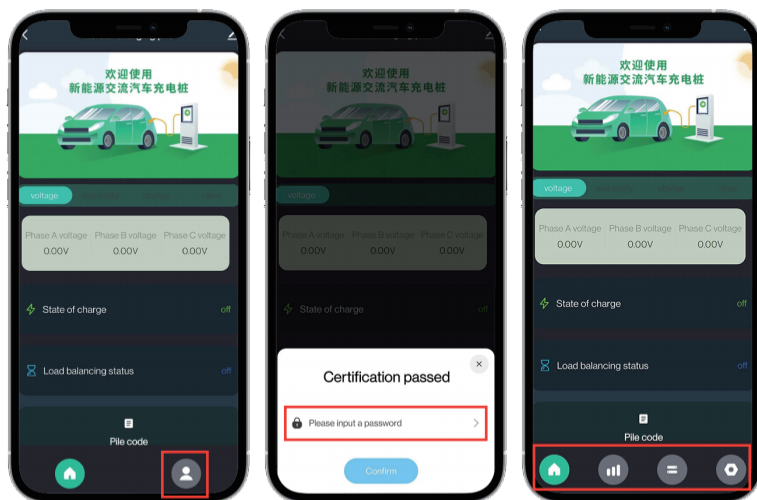 欢迎使用
新能源交流汽车充电桩
voltage
Phase A voltage Phase B voltage Phase C voltage
0.00V 0.00V 0.00V
State of charge off
Load balancing status off
Pile code
欢迎使用
新能源交流汽车充电桩
voltage
Phase A voltage Phase B voltage Phase C voltage
0.00V 0.00V 0.00V
State of charge off
Certification passed
Please input a password
Confirm
欢迎使用
新能源交流汽车充电桩
voltage
Phase A voltage Phase B voltage Phase C voltage
0.00V 0.00V 0.00V
State of charge off
Load balancing status off
Pile code